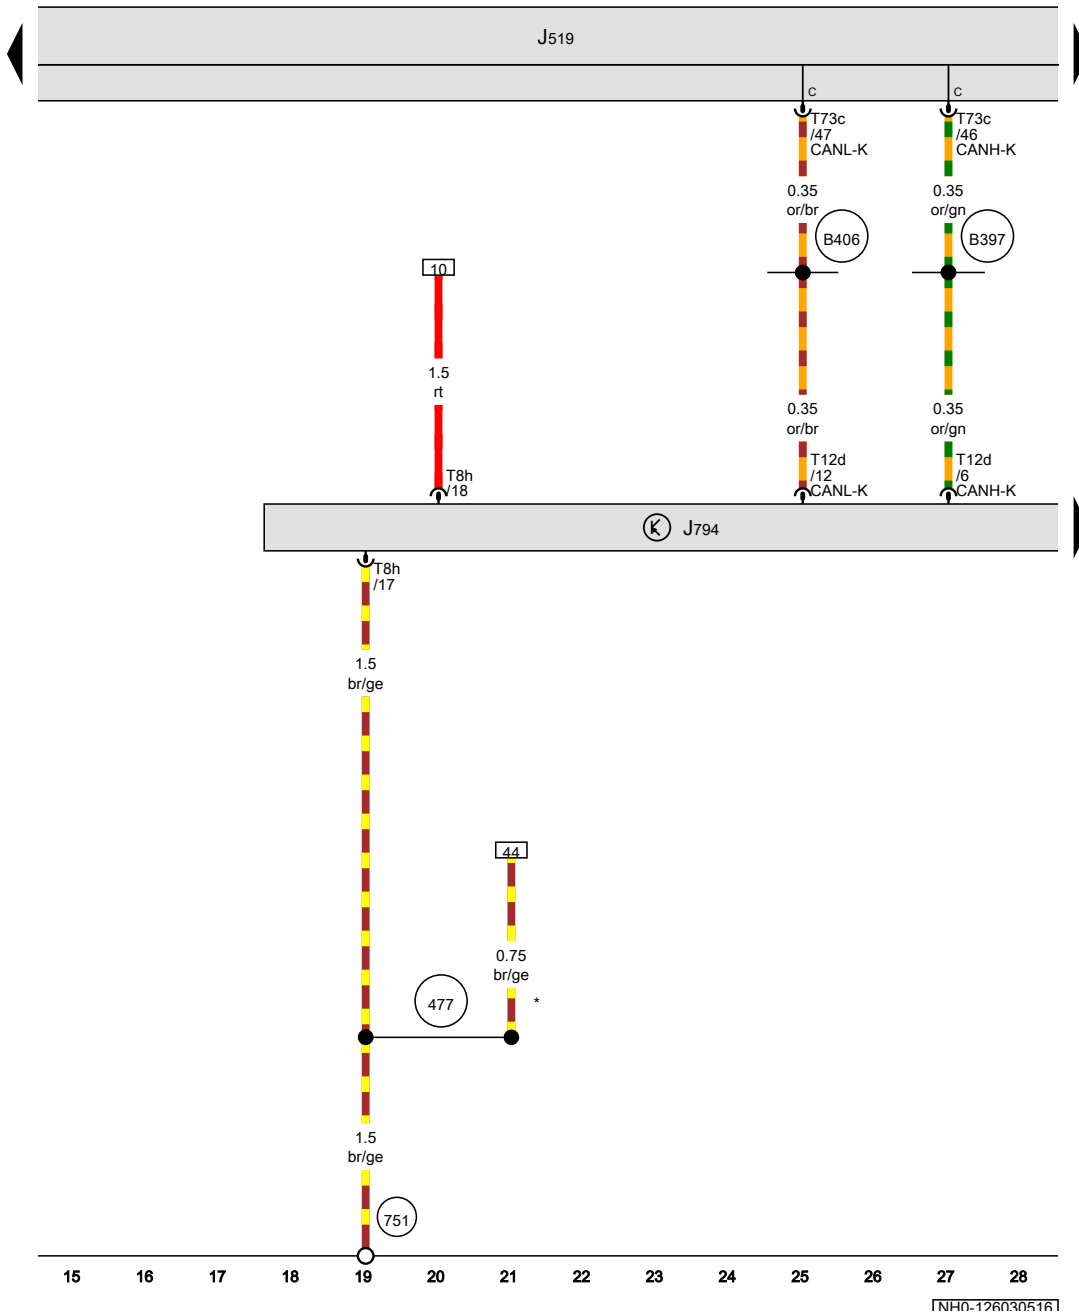 J519
C
C
T73c
/47
CANL-K
T73c
/46
CANH-K
0.35
or/br
0.35
or/gn
B406
B397
10
1.5
rt
0.35
or/br
0.35
or/gn
T8h
/18
T12d
/12
CANL-K
T12d
/6
CANH-K
K
J794
T8h
/17
1.5
br/ge
44
0.75
br/ge
477
*
1.5
br/ge
751
15 16 17 18 19 20 21 22 23 24 25 26 27 28
NH0-126030516